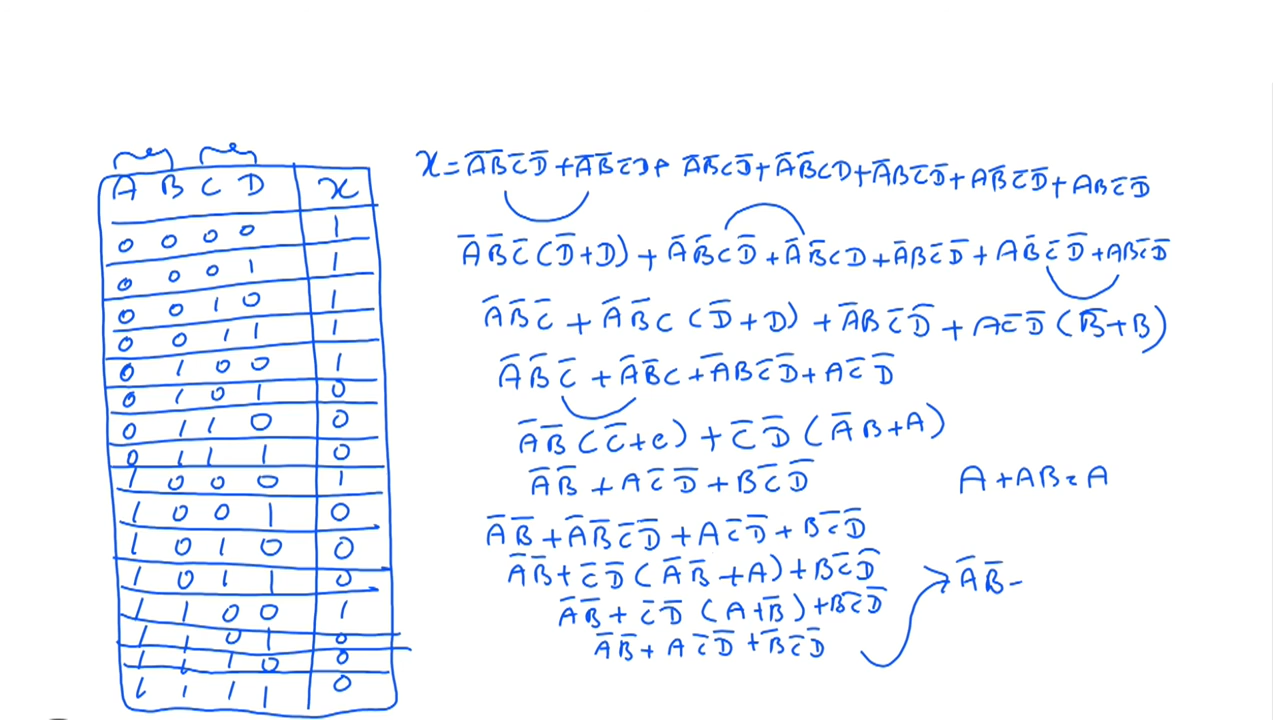 A B C D x
0 0 0 0 1
0 0 0 1 1
0 0 1 0 1
0 0 1 1 1
0 1 0 0 1
0 1 0 1 0
0 1 1 0 0
0 1 1 1 0
1 0 0 0 1
1 0 0 1 0
1 0 1 0 0
1 0 1 1 0
1 1 0 0 1
1 1 0 1 0
1 1 1 0 0
1 1 1 1 0
x = A̅B̅C̅D̅ + A̅B̅C̅D + A̅B̅CD̅ + A̅B̅CD + A̅BC̅D̅ + AB̅C̅D̅ + ABC̅D̅
A̅B̅C̅(D̅+D) + A̅B̅CD̅ + A̅B̅CD + A̅BC̅D̅ + AB̅C̅D̅ + ABC̅D̅
A̅B̅C̅ + A̅B̅C(D̅+D) + A̅BC̅D̅ + AC̅D̅(B̅+B)
A̅B̅C̅ + A̅B̅C + A̅BC̅D̅ + AC̅D̅
A̅B̅(C̅+C) + C̅D̅(A̅B+A)
A̅B̅ + AC̅D̅ + BC̅D̅
A+AB=A
A̅B̅ + A̅B̅C̅D̅ + AC̅D̅ + BC̅D̅
A̅B̅ + C̅D̅(A̅B̅+A) + BC̅D̅
A̅B̅ + C̅D̅(A+B̅) + BC̅D̅
A̅B̅ + AC̅D̅ + B̅C̅D̅
A̅B̅ -